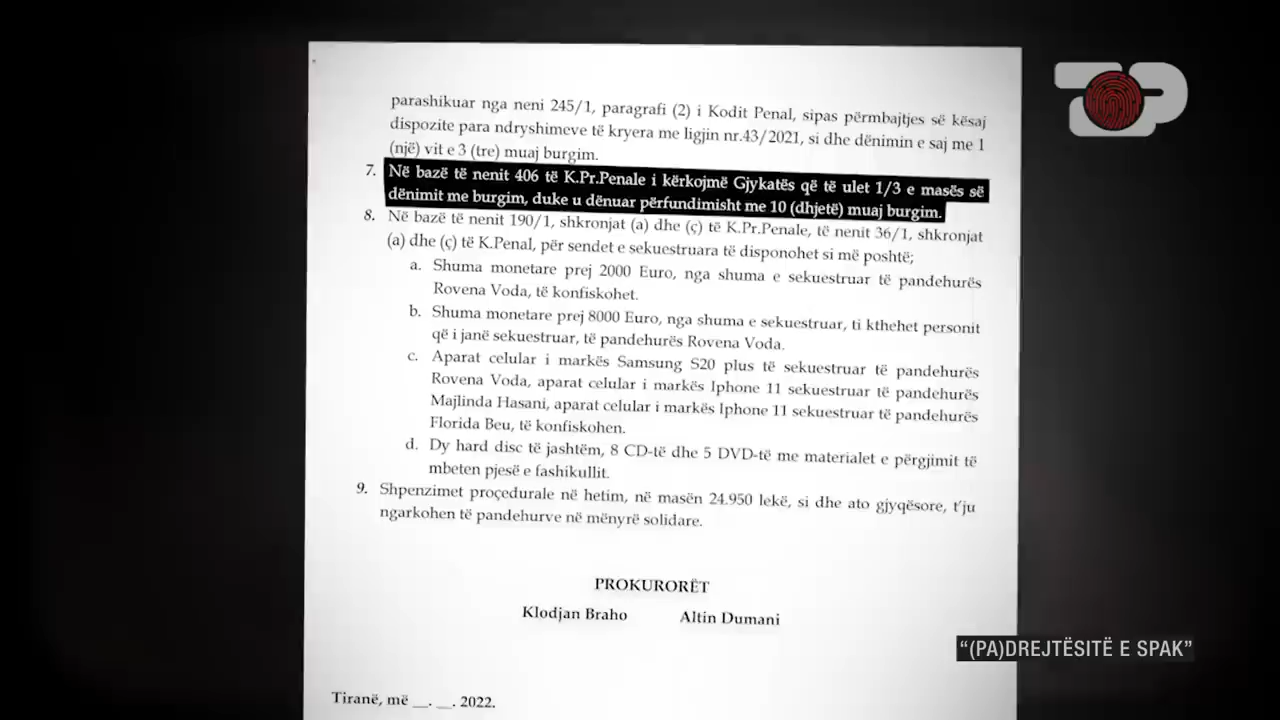 parashikuar nga neni 245/1, paragrafi (2) i Kodit Penal, sipas përmbajtjes së kësaj
dispozite para ndryshimeve të kryera me ligjin nr.43/2021, si dhe dënimin e saj me 1
(një) vit e 3 (tre) muaj burgim.
7. Në bazë të nenit 406 të K.Pr.Penale i kërkojmë Gjykatës që të ulet 1/3 e masës së
dënimit me burgim, duke u dënuar përfundimisht me 10 (dhjetë) muaj burgim.
8. Në bazë të nenit 190/1, shkronjat (a) dhe (ç) të K.Pr.Penale, të nenit 36/1, shkronjat
(a) dhe (ç) të K.Penal, për sendet e sekuestruara të disponohet si më poshtë;
a. Shuma monetare prej 2000 Euro, nga shuma e sekuestruar të pandehurës
Rovena Voda, të konfiskohet.
b. Shuma monetare prej 8000 Euro, nga shuma e sekuestruar, ti kthehet personit
që i janë sekuestruar, të pandehurës Rovena Voda.
c. Aparat celular i markës Samsung S20 plus të sekuestruar të pandehurës
Rovena Voda, aparat celular i markës Iphone 11 sekuestruar të pandehurës
Majlinda Hasani, aparat celular i markës Iphone 11 sekuestruar të pandehurës
Florida Beu, të konfiskohen.
d. Dy hard disc të jashtëm, 8 CD-të dhe 5 DVD-të me materialet e përgjimit të
mbeten pjesë e fashikullit.
9. Shpenzimet proçedurale në hetim, në masën 24.950 lekë, si dhe ato gjyqësore, t'ju
ngarkohen të pandehurve në mënyrë solidare.
PROKURORËT
Klodjan Braho Altin Dumani
"(PA)DREJTËSITË E SPAK"
Tiranë, më __. __. 2022.